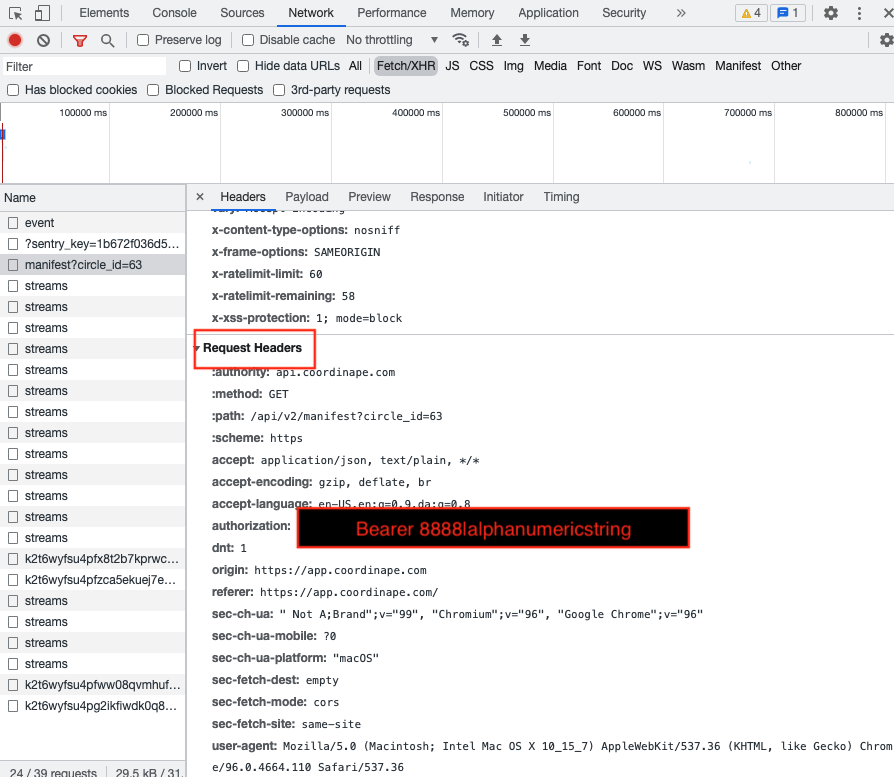 Elements Console Sources Network Performance Memory Application Security » 4 1
Preserve log Disable cache No throttling
Filter Invert Hide data URLs All Fetch/XHR JS CSS Img Media Font Doc WS Wasm Manifest Other
Has blocked cookies Blocked Requests 3rd-party requests
100000 ms 200000 ms 300000 ms 400000 ms 500000 ms 600000 ms 700000 ms 800000 ms
Name
event
?sentry_key=1b672f036d5...
manifest?circle_id=63
streams
streams
streams
streams
streams
streams
streams
streams
streams
streams
streams
streams
streams
k2t6wyfsu4pfx8t2b7kprwc...
k2t6wyfsu4pfzca5ekuej7e...
streams
streams
streams
streams
k2t6wyfsu4pfww08qvmhuf...
k2t6wyfsu4pg2ikfiwdk0q8...
24 / 39 requests 29.5 kB / 31.
× Headers Payload Preview Response Initiator Timing
x-content-type-options: nosniff
x-frame-options: SAMEORIGIN
x-ratelimit-limit: 60
x-ratelimit-remaining: 58
x-xss-protection: 1; mode=block
Request Headers
:authority: api.coordinape.com
:method: GET
:path: /api/v2/manifest?circle_id=63
:scheme: https
accept: application/json, text/plain, */*
accept-encoding: gzip, deflate, br
accept-language: en-US,en;q=0.9,da;q=0.8
authorization: Bearer 8888lalphanumericstring
dnt: 1
origin: https://app.coordinape.com
referer: https://app.coordinape.com/
sec-ch-ua: " Not A;Brand";v="99", "Chromium";v="96", "Google Chrome";v="96"
sec-ch-ua-mobile: ?0
sec-ch-ua-platform: "macOS"
sec-fetch-dest: empty
sec-fetch-mode: cors
sec-fetch-site: same-site
user-agent: Mozilla/5.0 (Macintosh; Intel Mac OS X 10_15_7) AppleWebKit/537.36 (KHTML, like Gecko) Chrom
e/96.0.4664.110 Safari/537.36